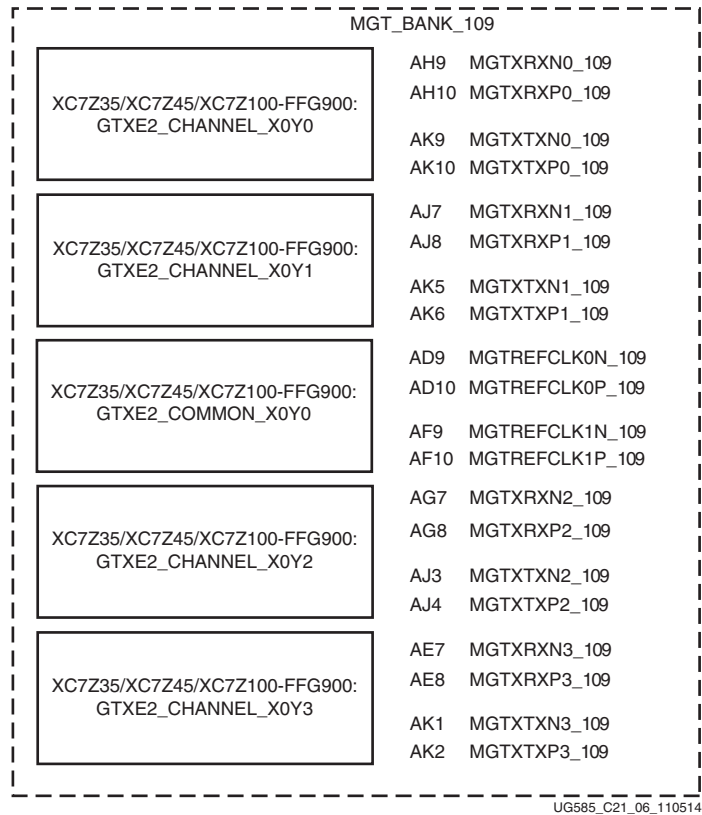 MGT_BANK_109
XC7Z35/XC7Z45/XC7Z100-FFG900:
GTXE2_CHANNEL_X0Y0
AH9 MGTXRXN0_109
AH10 MGTXRXP0_109
AK9 MGTXTXN0_109
AK10 MGTXTXP0_109
XC7Z35/XC7Z45/XC7Z100-FFG900:
GTXE2_CHANNEL_X0Y1
AJ7 MGTXRXN1_109
AJ8 MGTXRXP1_109
AK5 MGTXTXN1_109
AK6 MGTXTXP1_109
XC7Z35/XC7Z45/XC7Z100-FFG900:
GTXE2_COMMON_X0Y0
AD9 MGTREFCLK0N_109
AD10 MGTREFCLK0P_109
AF9 MGTREFCLK1N_109
AF10 MGTREFCLK1P_109
XC7Z35/XC7Z45/XC7Z100-FFG900:
GTXE2_CHANNEL_X0Y2
AG7 MGTXRXN2_109
AG8 MGTXRXP2_109
AJ3 MGTXTXN2_109
AJ4 MGTXTXP2_109
XC7Z35/XC7Z45/XC7Z100-FFG900:
GTXE2_CHANNEL_X0Y3
AE7 MGTXRXN3_109
AE8 MGTXRXP3_109
AK1 MGTXTXN3_109
AK2 MGTXTXP3_109
UG585_C21_06_110514